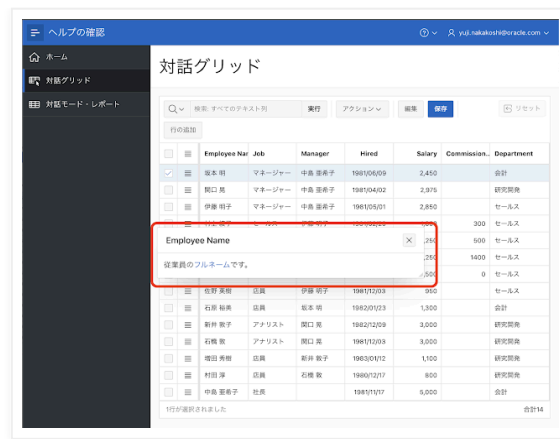 ヘルプの確認
yuji.nakakoshi@oracle.com
ホーム
対話グリッド
対話モード・レポート
対話グリッド
検索: すべてのテキスト列 実行 アクション 編集 保存 リセット
行の追加
Employee Nar Job Manager Hired Salary Commission.. Department
坂本 明 マネージャー 中島 亜希子 1981/06/09 2,450 会計
関口 晃 マネージャー 中島 亜希子 1981/04/02 2,975 研究開発
伊藤 明子 マネージャー 中島 亜希子 1981/05/01 2,850 セールス
300 セールス
Employee Name
,250 500 セールス
従業員のフルネームです。
,250 1400 セールス
,500 0 セールス
佐野 美樹 店員 伊藤 明子 1981/12/03 950 セールス
石原 裕美 店員 坂本 明 1982/01/23 1,300 会計
新井 敦子 アナリスト 関口 晃 1982/12/09 3,000 研究開発
石橋 敦 アナリスト 関口 晃 1981/12/03 3,000 研究開発
増田 秀樹 店員 新井 敦子 1983/01/12 1,100 研究開発
村田 淳 店員 石橋 敦 1980/12/17 800 研究開発
中島 亜希子 社長 1981/11/17 5,000 会計
1行が選択されました 合計14